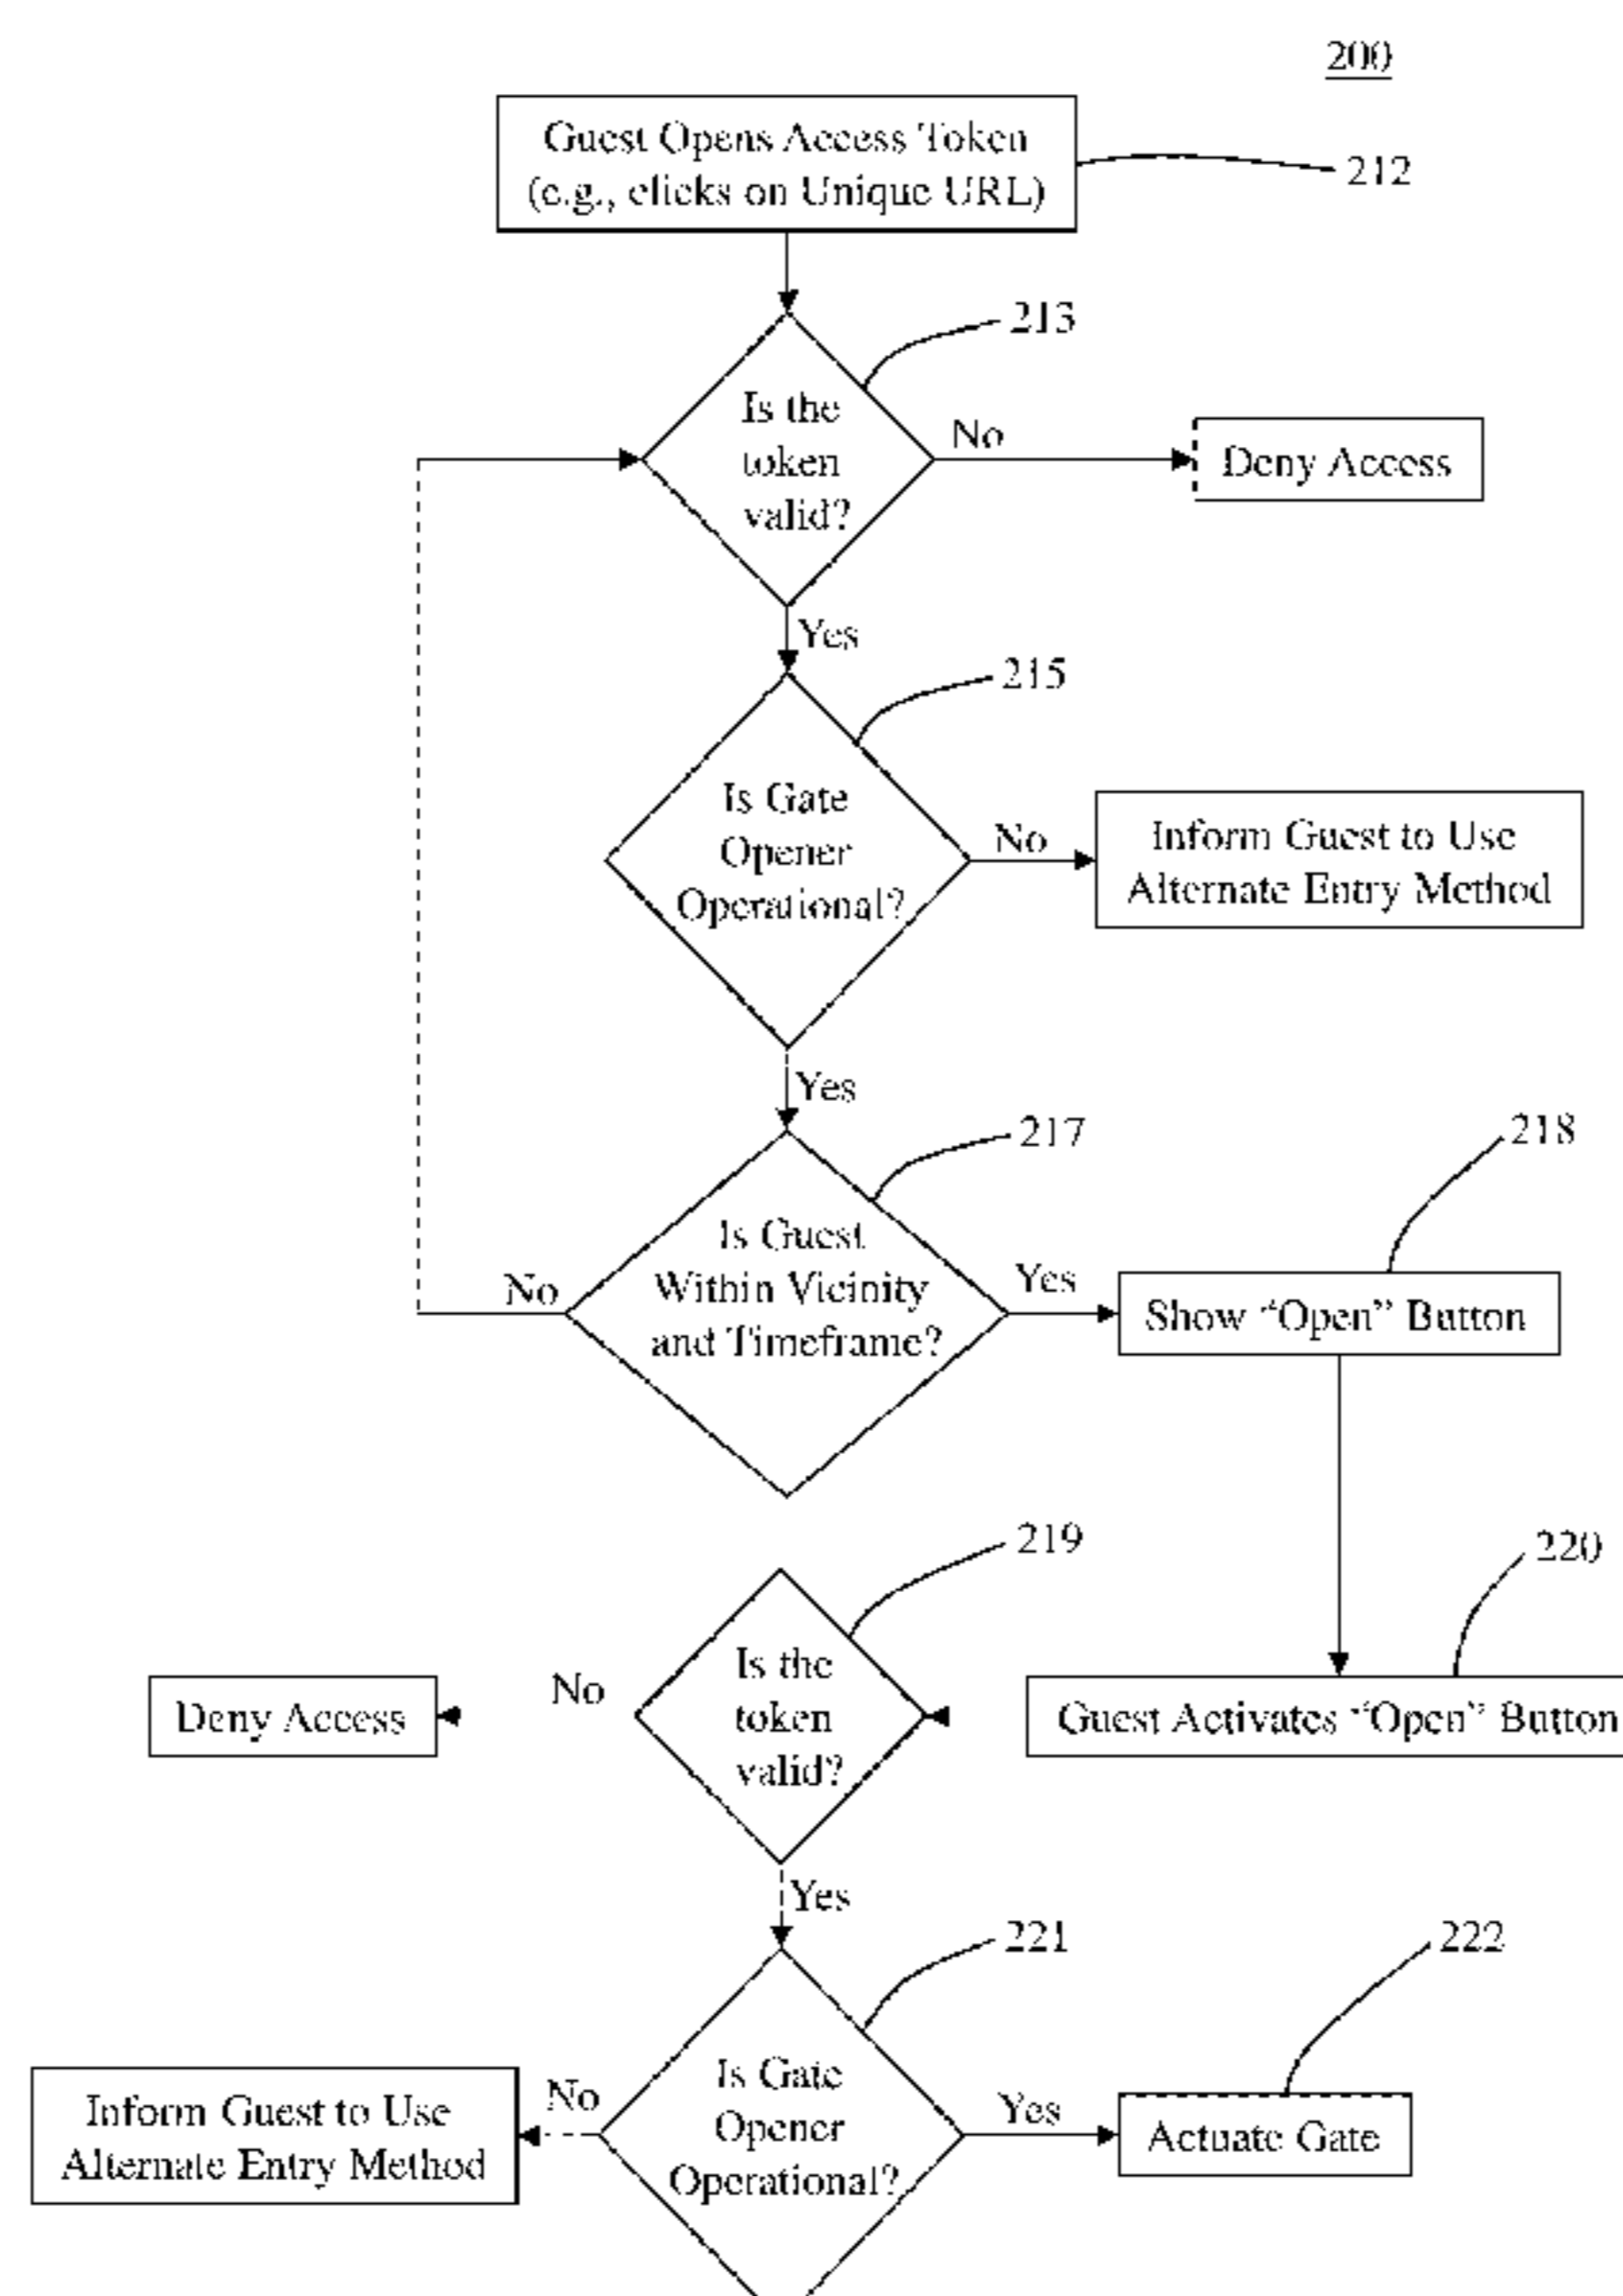 200
Guest Opens Access Token
(e.g., clicks on Unique URL)
212
213
Is the
token
valid?
No
Deny Access
Yes
215
Is Gate
Opener
Operational?
No
Inform Guest to Use
Alternate Entry Method
Yes
217
218
Is Guest
Within Vicinity
and Timeframe?
No
Yes
Show “Open” Button
219
220
Is the
token
valid?
No
Deny Access
Guest Activates “Open” Button
Yes
221
222
Is Gate
Opener
Operational?
No
Inform Guest to Use
Alternate Entry Method
Yes
Actuate Gate